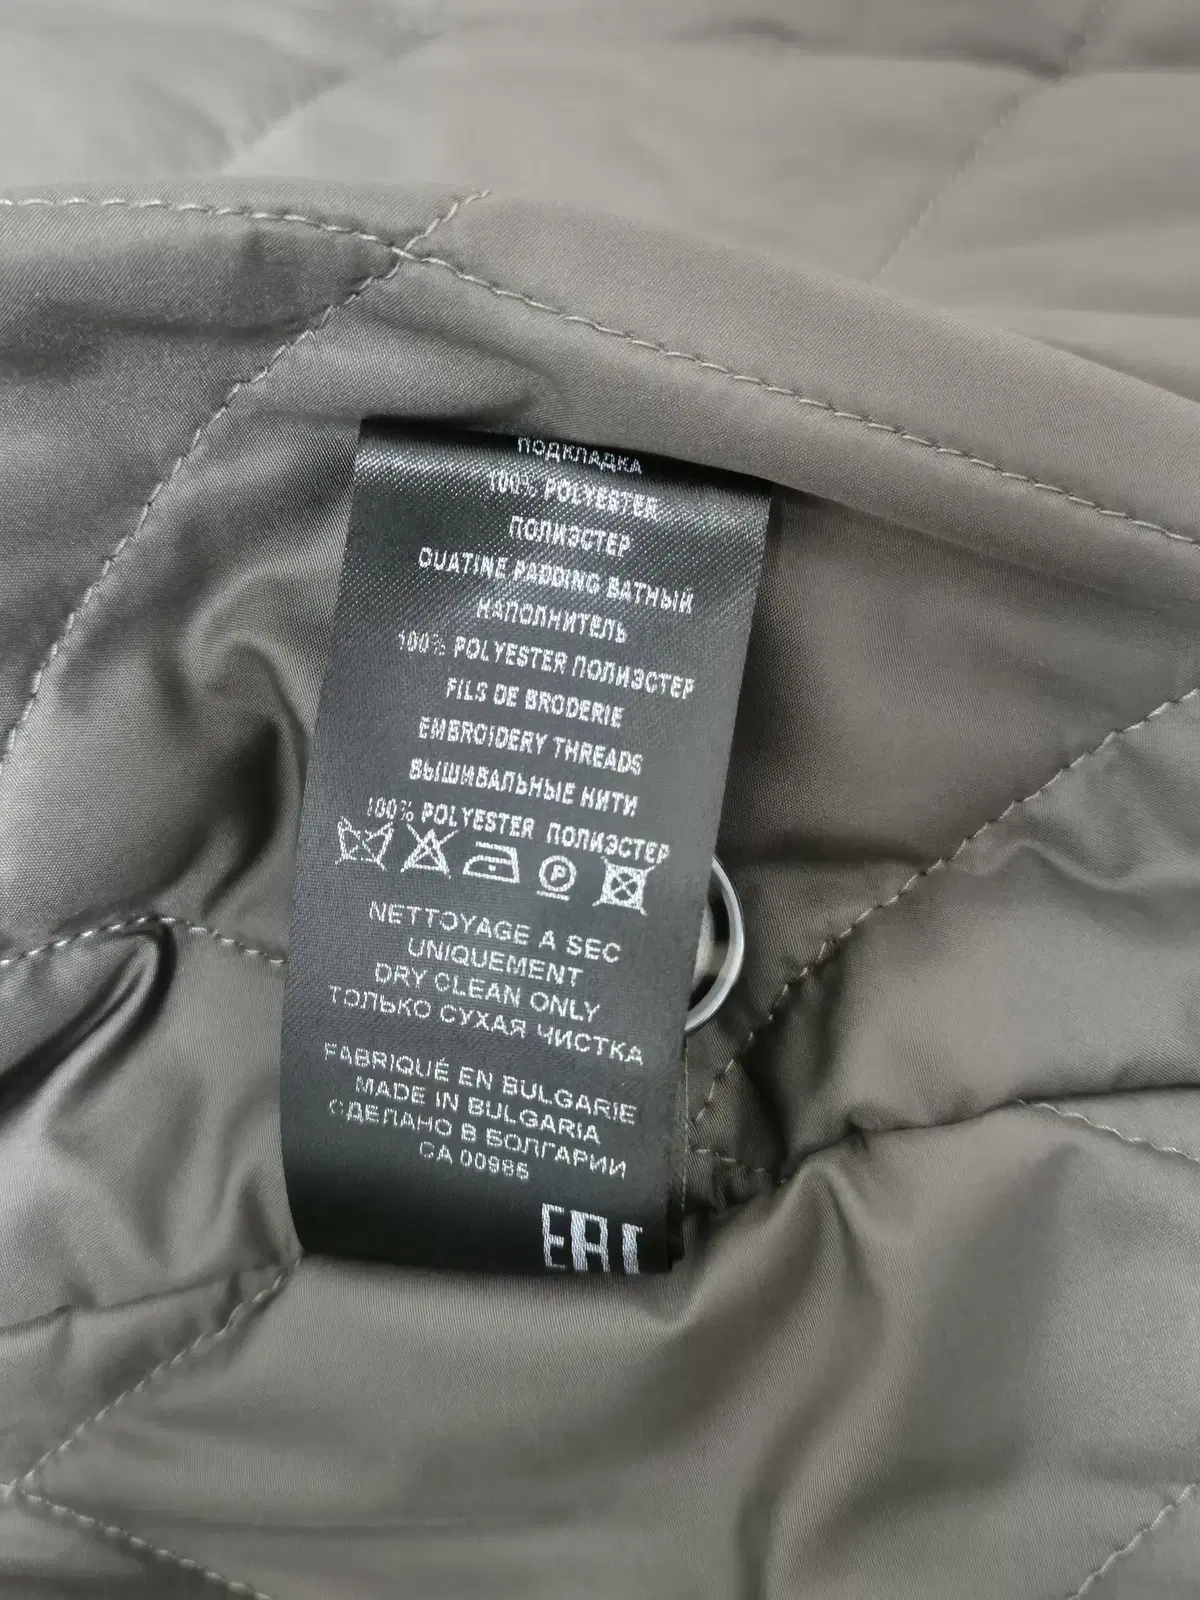 ПОДКЛАДКА
100% POLYESTER
ПОЛИЭСТЕР
OUATINE PADDING ВАТНЫЙ
НАПОЛНИТЕЛЬ
100% POLYESTER ПОЛИЭСТЕР
FILS DE BRODERIE
EMBROIDERY THREADS
ВЫШИВАЛЬНЫЕ НИТИ
100% POLYESTER ПОЛИЭСТЕР
P
NETTOYAGE A SEC
UNIQUEMENT
DRY CLEAN ONLY
ТОЛЬКО СУХАЯ ЧИСТКА
FABRIQUÉ EN BULGARIE
MADE IN BULGARIA
СДЕЛАНО В БОЛГАРИИ
CA 00985
EAC